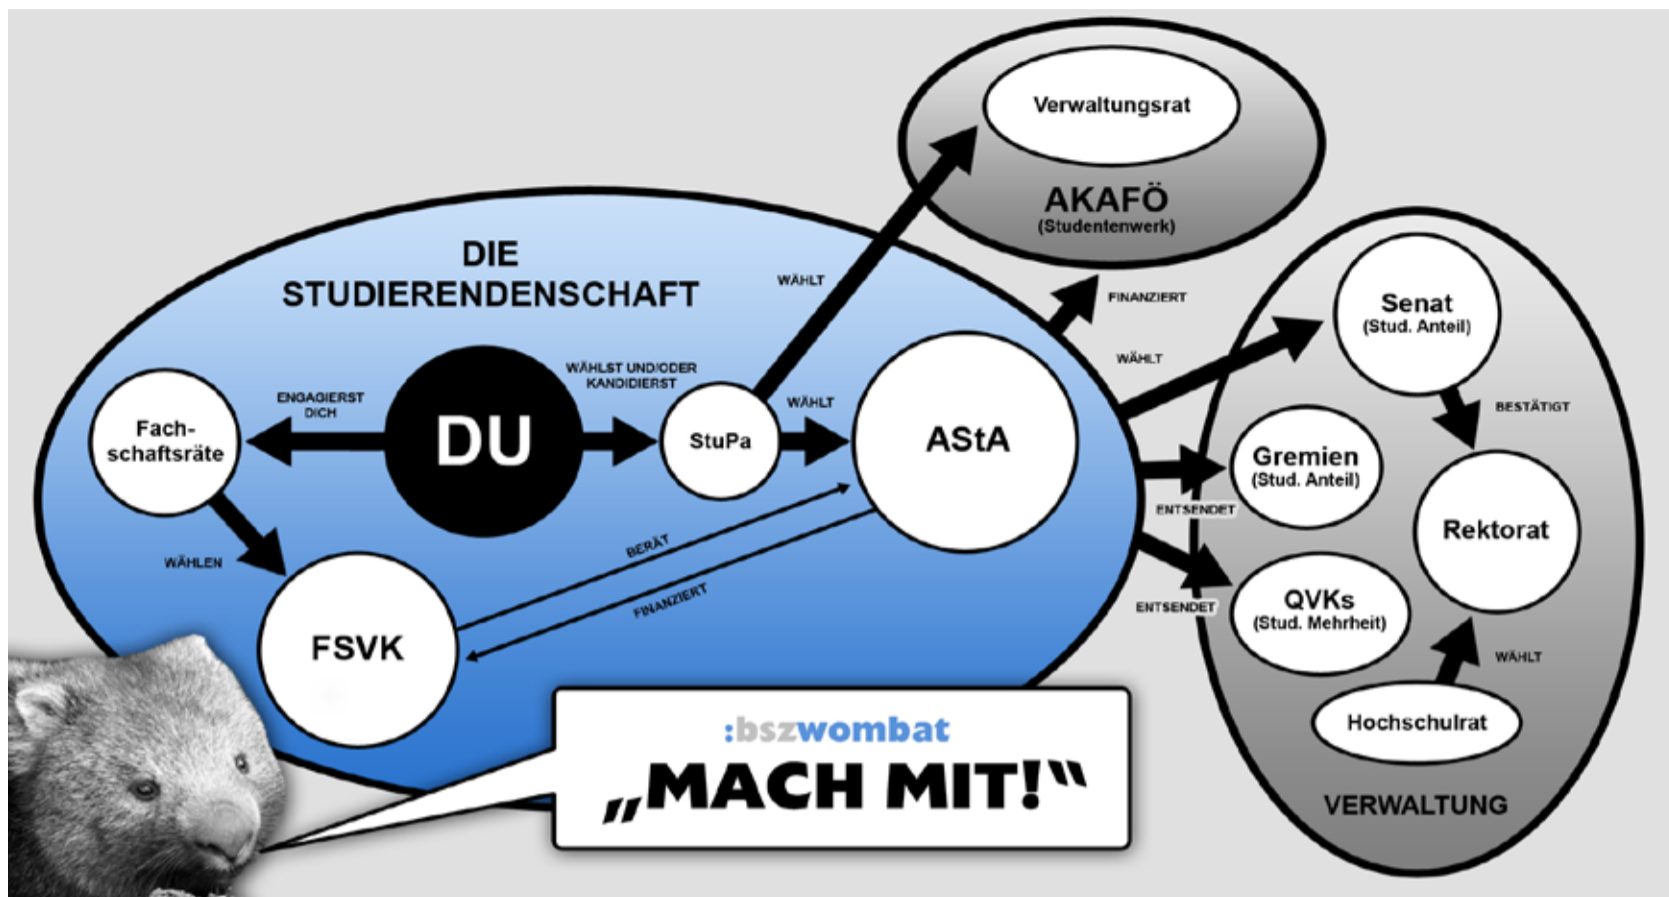 Verwaltungsrat
AKAFÖ
(Studentenwerk)
DIE
STUDIERENDENSCHAFT
WÄHLT
FINANZIERT
WÄHLT
Senat
(Stud. Anteil)
BESTÄTIGT
Fach-
schaftsräte
ENGAGIERST
DICH
DU
WÄHLST UND/ODER
KANDIDIERST
StuPa
WÄHLT
AStA
Gremien
(Stud. Anteil)
ENTSENDET
Rektorat
WÄHLEN
BERÄT
FINANZIERT
ENTSENDET
QVKs
(Stud. Mehrheit)
FSVK
WÄHLT
Hochschulrat
VERWALTUNG
:bszwombat
„MACH MIT!“